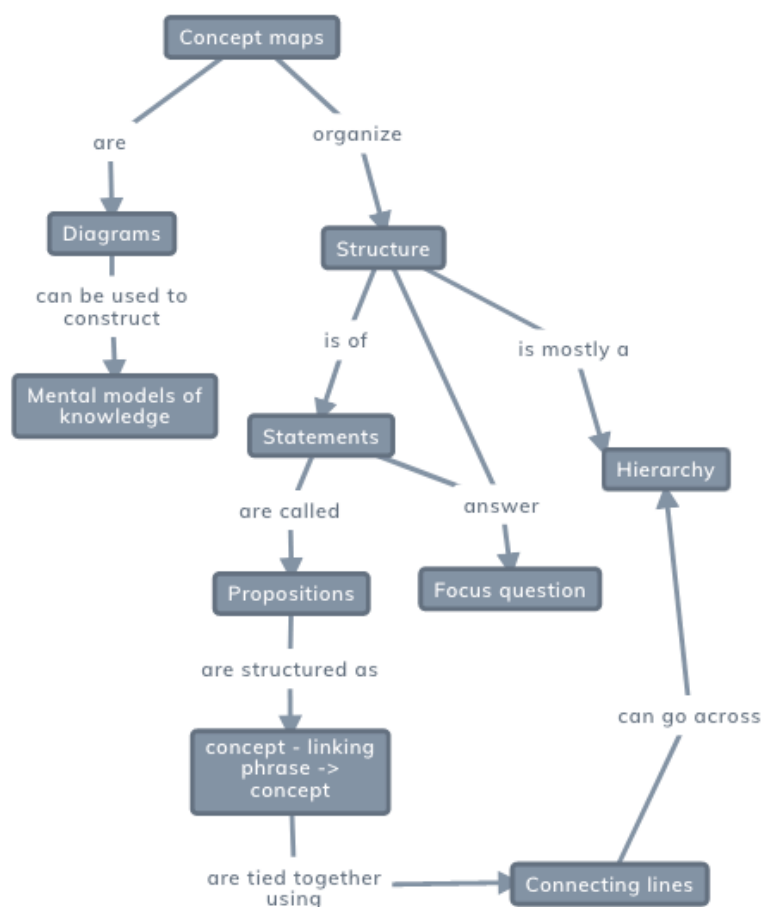 Concept maps
are
organize
Diagrams
Structure
can be used to
construct
is of
is mostly a
Mental models of
knowledge
Statements
Hierarchy
are called
answer
Propositions
Focus question
are structured as
concept - linking
phrase ->
concept
can go across
are tied together
using
Connecting lines